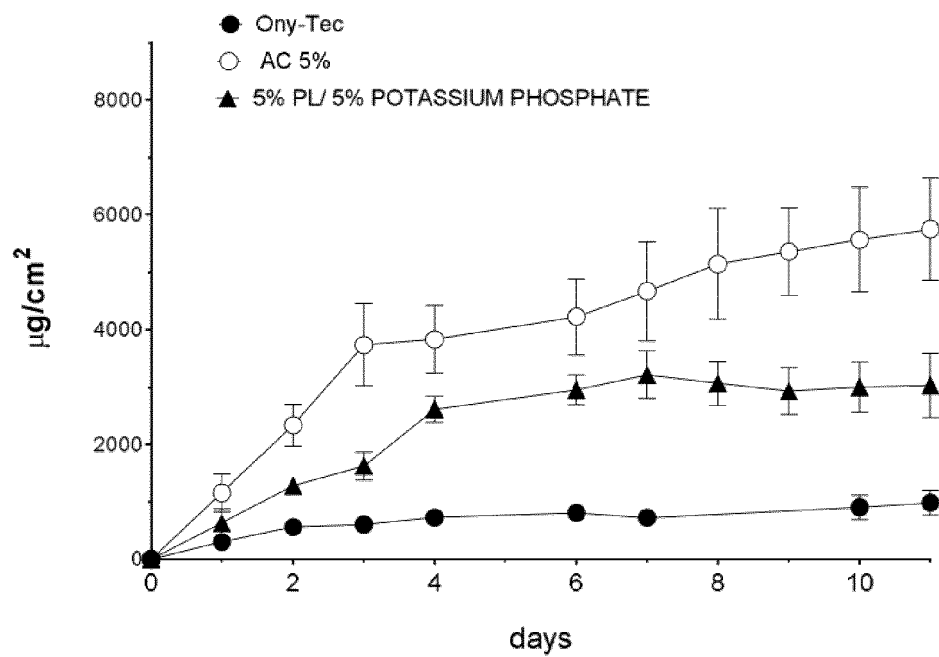 Ony-Tec
AC 5%
5% PL/ 5% POTASSIUM PHOSPHATE
8000
6000
4000
2000
0
μg/cm²
0 2 4 6 8 10
days